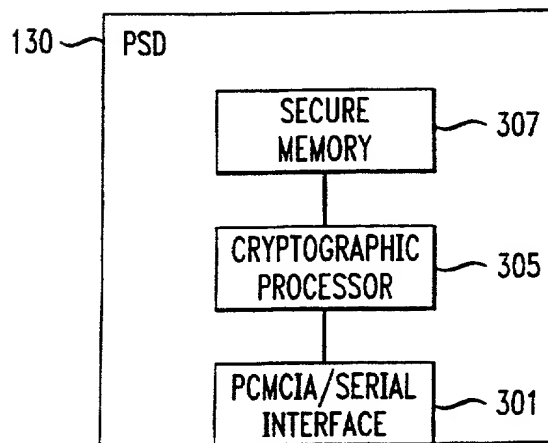 130 PSD
SECURE
MEMORY
307
CRYPTOGRAPHIC
PROCESSOR
305
PCMCIA/SERIAL
INTERFACE
301